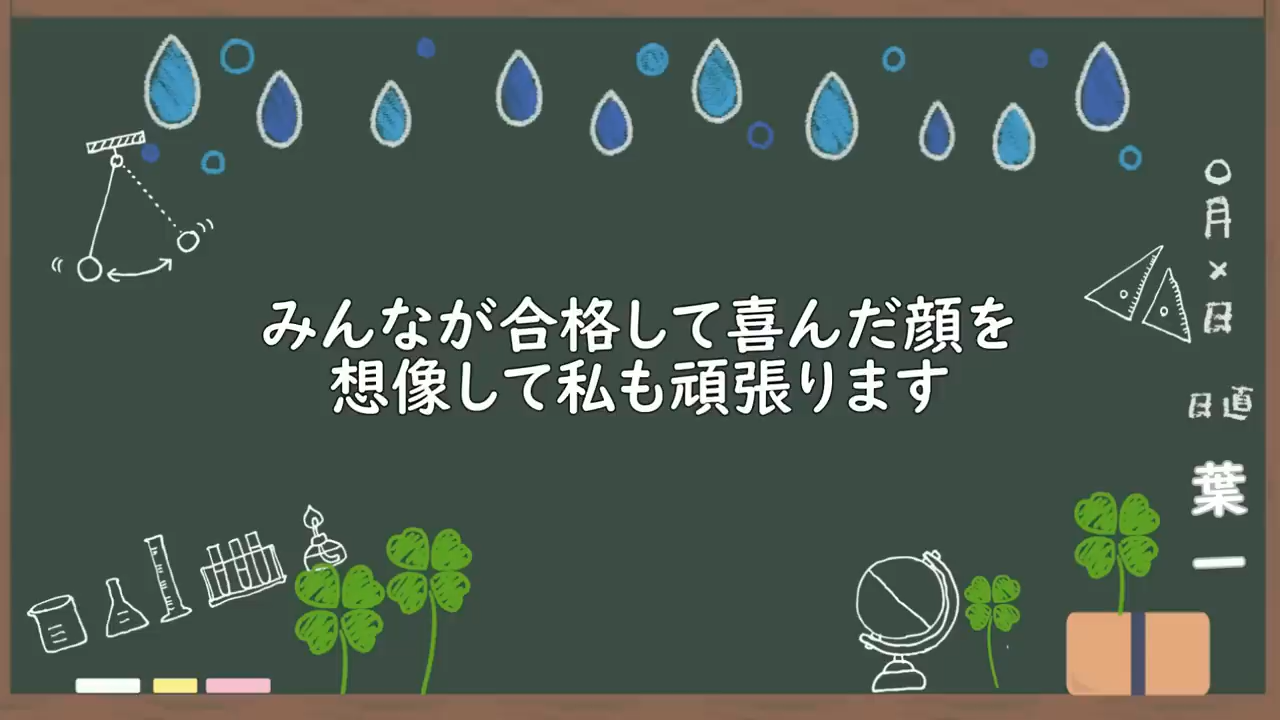 みんなが合格して喜んだ顔を
想像して私も頑張ります
〇月×日
日直
葉一